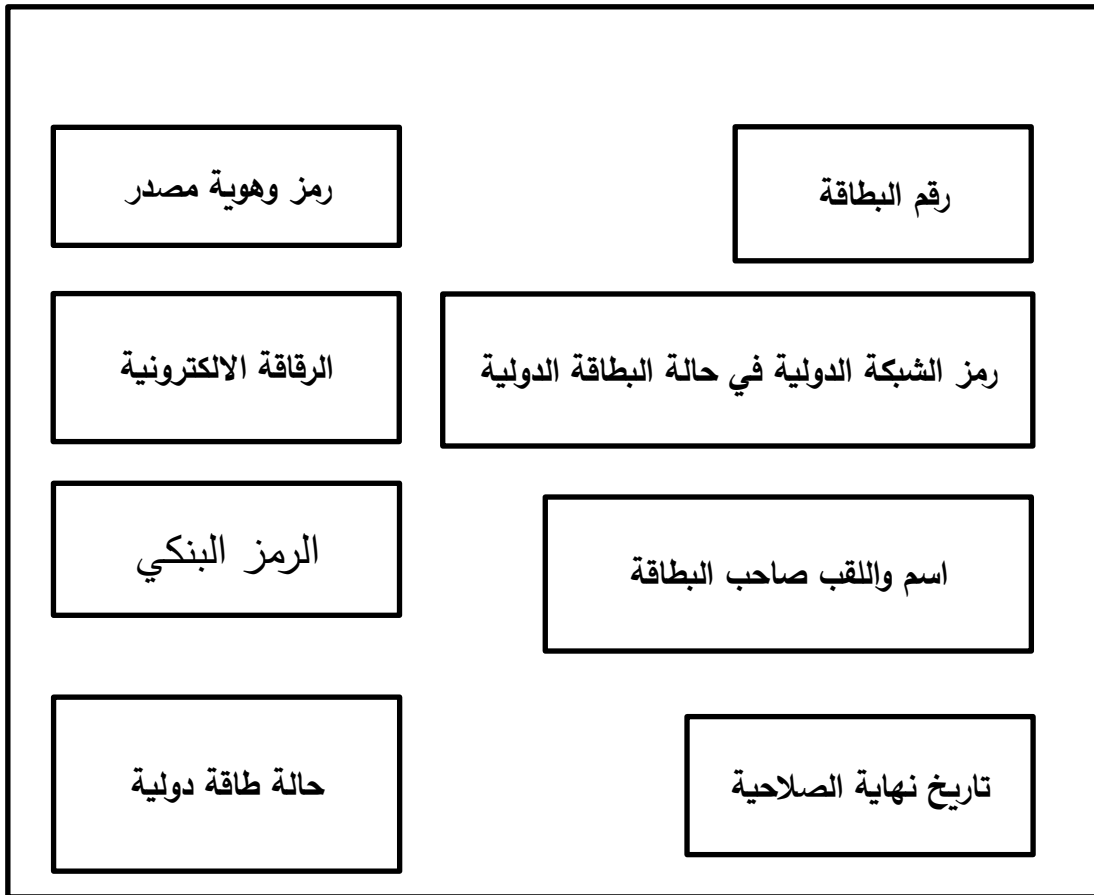 رقم البطاقة
رمز وهوية مصدر
رمز الشبكة الدولية في حالة البطاقة الدولية
الرقاقة الالكترونية
اسم واللقب صاحب البطاقة
الرمز البنكي
تاريخ نهاية الصلاحية
حالة طاقة دولية